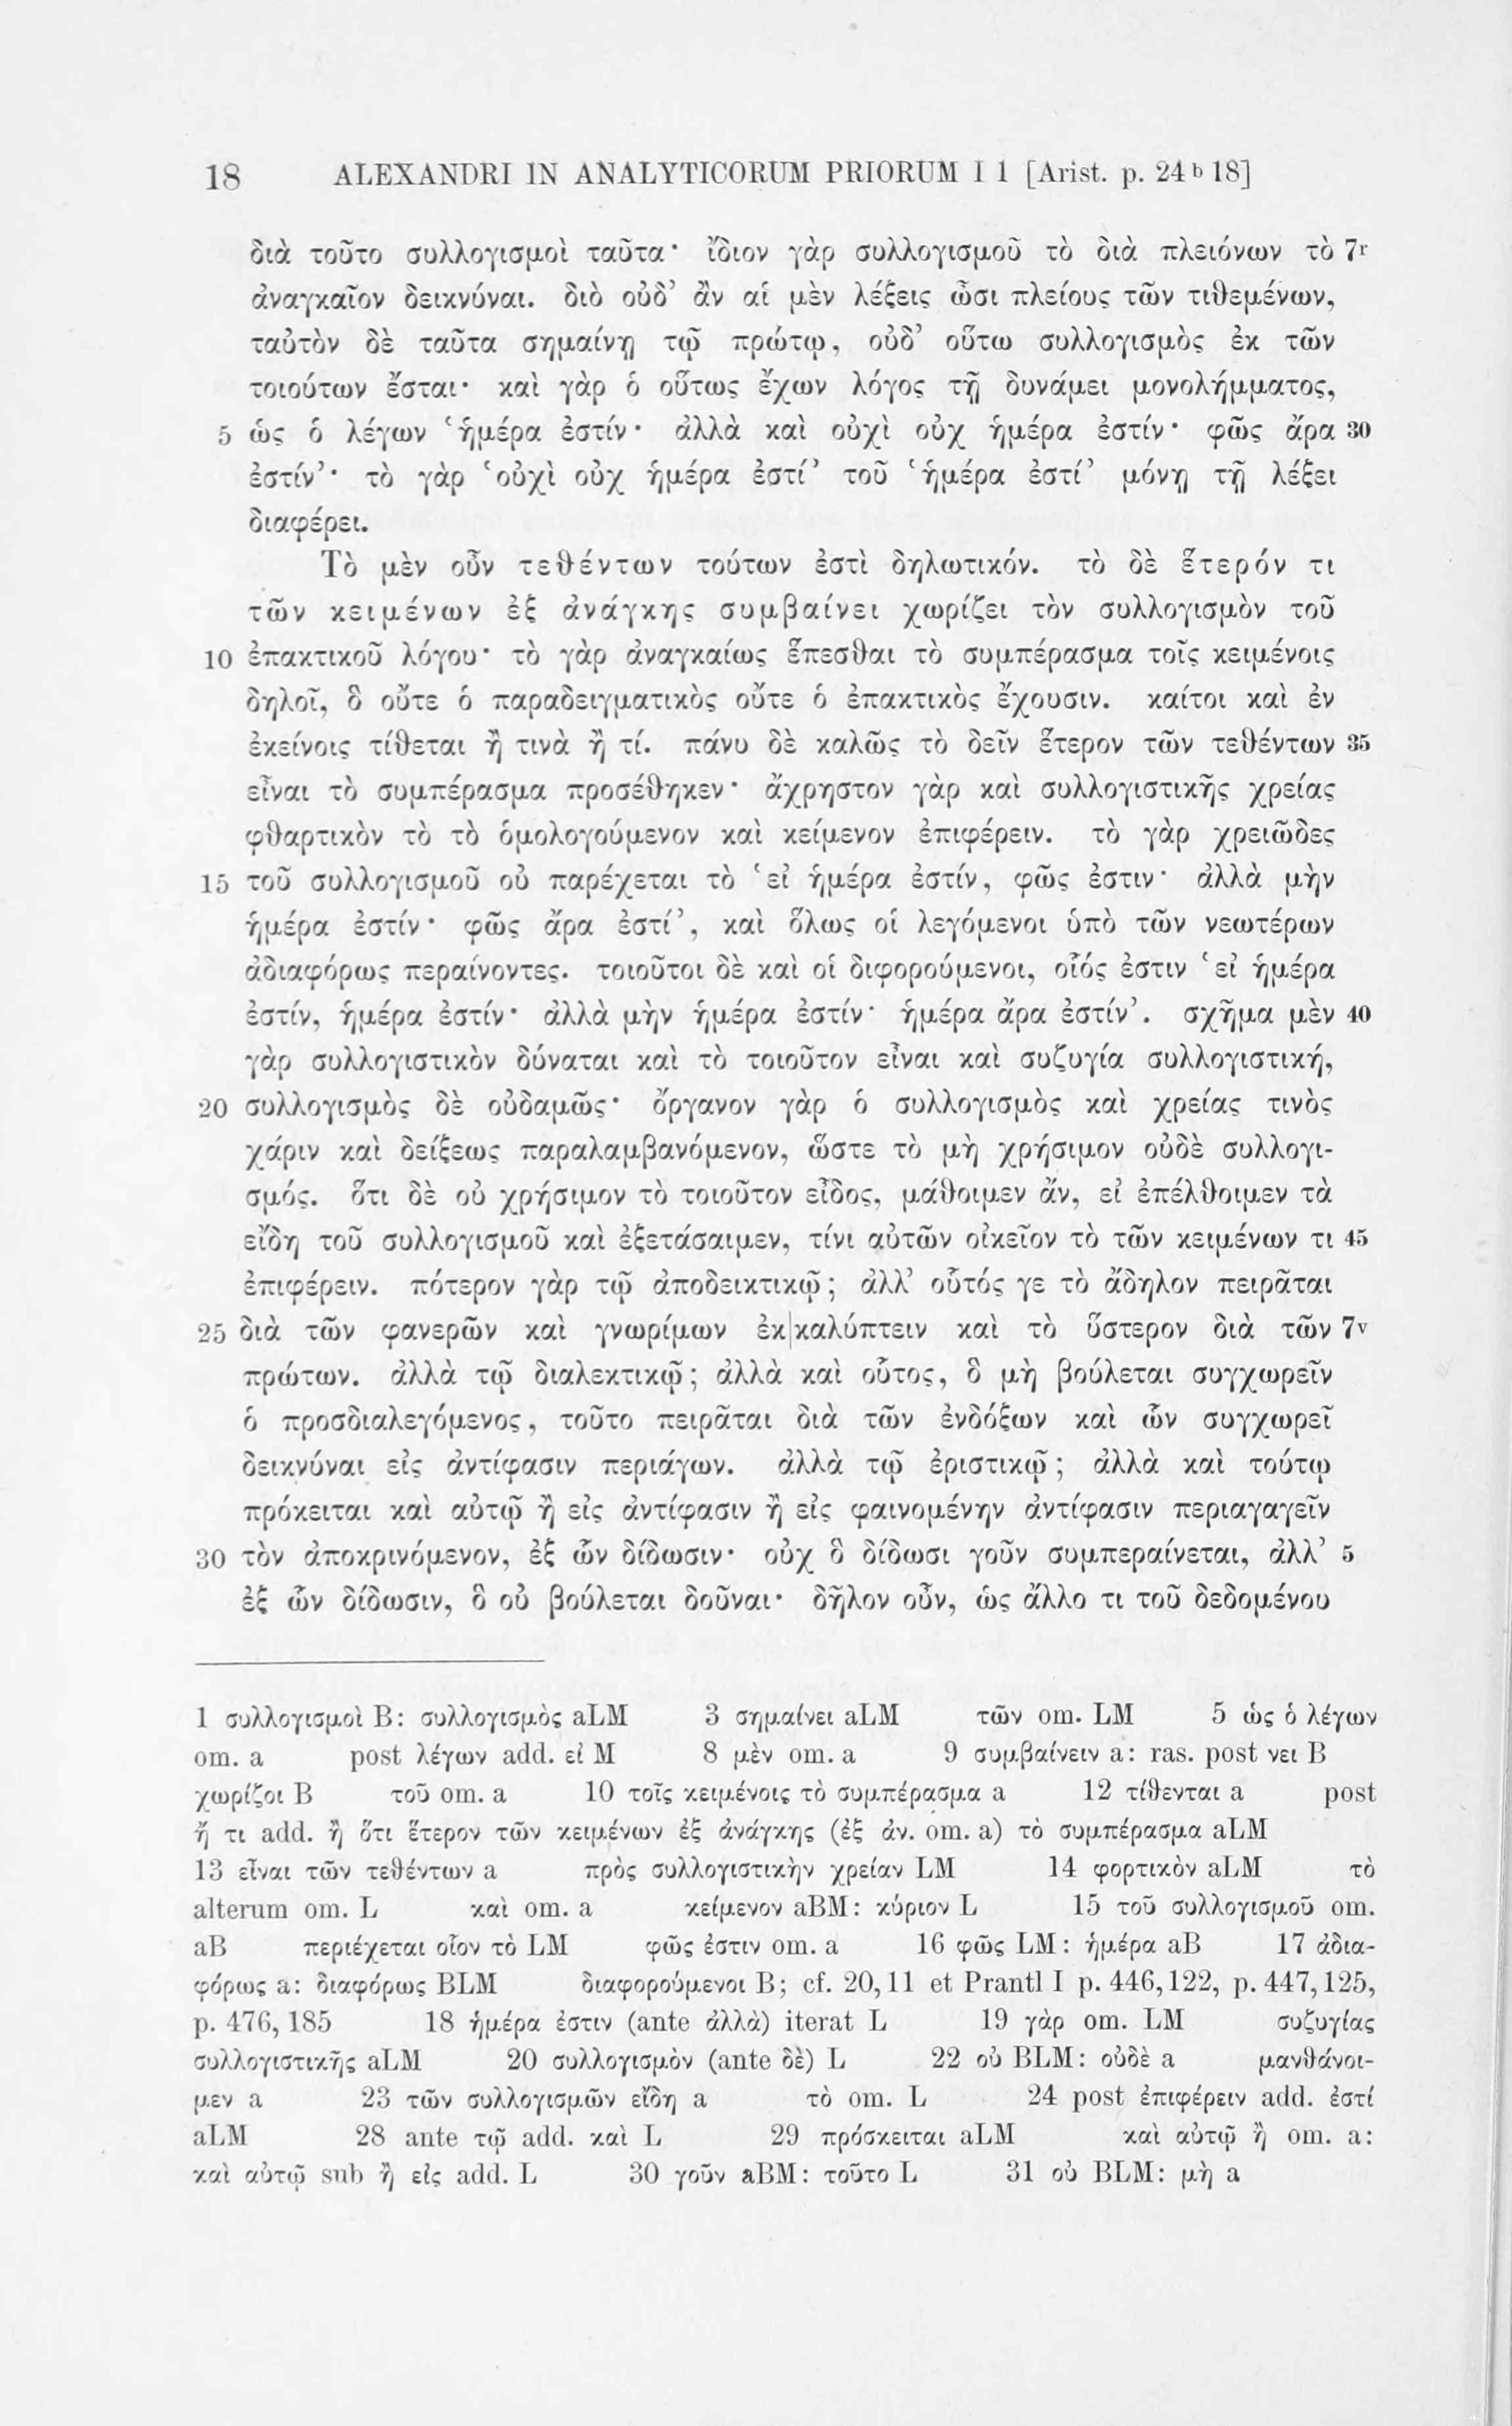 18 ALEXANDRI IN ANALYTICORUM PRIORUM I 1 [Arist. p. 24 b 18]
διὰ τοῦτο συλλογισμοὶ ταῦτα· ἴδιον γὰρ συλλογισμοῦ τὸ διὰ πλειόνων τὸ 7r
ἀναγκαῖον δεικνύναι. διὸ οὐδ’ ἂν αἱ μὲν λέξεις ὦσι πλείους τῶν τιθεμένων,
ταὐτὸν δὲ ταῦτα σημαίνῃ τῷ πρώτῳ, οὐδ’ οὕτω συλλογισμὸς ἐκ τῶν
τοιούτων ἔσται· καὶ γὰρ ὁ οὕτως ἔχων λόγος τῇ δυνάμει μονολήμματος,
5 ὡς ὁ λέγων ‘ἡμέρα ἐστίν· ἀλλὰ καὶ οὐχὶ οὐχ ἡμέρα ἐστίν· φῶς ἄρα 30
ἐστίν’· τὸ γὰρ ‘οὐχὶ οὐχ ἡμέρα ἐστί’ τοῦ ‘ἡμέρα ἐστί’ μόνῃ τῇ λέξει
διαφέρει.
Τὸ μὲν οὖν τεθέντων τούτων ἐστὶ δηλωτικόν. τὸ δὲ ἕτερόν τι
τῶν κειμένων ἐξ ἀνάγκης συμβαίνει χωρίζει τὸν συλλογισμὸν τοῦ
10 ἐπακτικοῦ λόγου· τὸ γὰρ ἀναγκαίως ἕπεσθαι τὸ συμπέρασμα τοῖς κειμένοις
δηλοῖ, ὃ οὔτε ὁ παραδειγματικὸς οὔτε ὁ ἐπακτικὸς ἔχουσιν. καίτοι καὶ ἐν
ἐκείνοις τίθεται ἤ τινὰ ἤ τί. πάνυ δὲ καλῶς τὸ δεῖν ἕτερον τῶν τεθέντων 35
εἶναι τὸ συμπέρασμα προσέθηκεν· ἄχρηστον γὰρ καὶ συλλογιστικῆς χρείας
φθαρτικὸν τὸ τὸ ὁμολογούμενον καὶ κείμενον ἐπιφέρειν. τὸ γὰρ χρειῶδες
15 τοῦ συλλογισμοῦ οὐ παρέχεται τὸ ‘εἰ ἡμέρα ἐστίν, φῶς ἐστιν· ἀλλὰ μὴν
ἡμέρα ἐστίν· φῶς ἄρα ἐστί’, καὶ ὅλως οἱ λεγόμενοι ὑπὸ τῶν νεωτέρων
ἀδιαφόρως περαίνοντες. τοιοῦτοι δὲ καὶ οἱ διφορούμενοι, οἷός ἐστιν ‘εἰ ἡμέρα
ἐστίν, ἡμέρα ἐστίν· ἀλλὰ μὴν ἡμέρα ἐστίν· ἡμέρα ἄρα ἐστίν’. σχῆμα μὲν 40
γὰρ συλλογιστικὸν δύναται καὶ τὸ τοιοῦτον εἶναι καὶ συζυγία συλλογιστική,
20 συλλογισμὸς δὲ οὐδαμῶς· ὄργανον γὰρ ὁ συλλογισμὸς καὶ χρείας τινὸς
χάριν καὶ δείξεως παραλαμβανόμενον, ὥστε τὸ μὴ χρήσιμον οὐδὲ συλλογι-
σμός. ὅτι δὲ οὐ χρήσιμον τὸ τοιοῦτον εἶδος, μάθοιμεν ἄν, εἰ ἐπέλθοιμεν τὰ
εἴδη τοῦ συλλογισμοῦ καὶ ἐξετάσαιμεν, τίνι αὐτῶν οἰκεῖον τὸ τῶν κειμένων τι 45
ἐπιφέρειν. πότερον γὰρ τῷ ἀποδεικτικῷ; ἀλλ’ οὗτός γε τὸ ἄδηλον πειρᾶται
25 διὰ τῶν φανερῶν καὶ γνωρίμων ἐκ|καλύπτειν καὶ τὸ ὕστερον διὰ τῶν 7v
πρώτων. ἀλλὰ τῷ διαλεκτικῷ; ἀλλὰ καὶ οὗτος, ὃ μὴ βούλεται συγχωρεῖν
ὁ προσδιαλεγόμενος, τοῦτο πειρᾶται διὰ τῶν ἐνδόξων καὶ ὧν συγχωρεῖ
δεικνύναι εἰς ἀντίφασιν περιάγων. ἀλλὰ τῷ ἐριστικῷ; ἀλλὰ καὶ τούτῳ
πρόκειται καὶ αὐτῷ ἢ εἰς ἀντίφασιν ἢ εἰς φαινομένην ἀντίφασιν περιαγαγεῖν
30 τὸν ἀποκρινόμενον, ἐξ ὧν δίδωσιν· οὐχ ὃ δίδωσι γοῦν συμπεραίνεται, ἀλλ’ 5
ἐξ ὧν δίδωσιν, ὃ οὐ βούλεται δοῦναι· δῆλον οὖν, ὡς ἄλλο τι τοῦ δεδομένου
1 συλλογισμοὶ B: συλλογισμὸς aLM 3 σημαίνει aLM τῶν om. LM 5 ὡς ὁ λέγων
om. a post λέγων add. εἰ M 8 μὲν om. a 9 συμβαίνειν a: ras. post νει B
χωρίζοι B τοῦ om. a 10 τοῖς κειμένοις τὸ συμπέρασμα a 12 τίθενται a post
ἤ τι add. ἢ ὅτι ἕτερον τῶν κειμένων ἐξ ἀνάγκης (ἐξ ἀν. om. a) τὸ συμπέρασμα aLM
13 εἶναι τῶν τεθέντων a πρὸς συλλογιστικὴν χρείαν LM 14 φορτικὸν aLM τὸ
alterum om. L καὶ om. a κείμενον aBM: κύριον L 15 τοῦ συλλογισμοῦ om.
aB περιέχεται οἷον τὸ LM φῶς ἐστιν om. a 16 φῶς LM: ἡμέρα aB 17 ἀδια-
φόρως a: διαφόρως BLM διαφορούμενοι B; cf. 20,11 et Prantl I p. 446,122, p. 447,125,
p. 476,185 18 ἡμέρα ἐστιν (ante ἀλλὰ) iterat L 19 γὰρ om. LM συζυγίας
συλλογιστικῆς aLM 20 συλλογισμὸν (ante δὲ) L 22 οὐ BLM: οὐδὲ a μανθάνοι-
μεν a 23 τῶν συλλογισμῶν εἴδη a τὸ om. L 24 post ἐπιφέρειν add. ἐστί
aLM 28 ante τῷ add. καὶ L 29 πρόσκειται aLM καὶ αὐτῷ ἢ om. a:
καὶ αὐτῷ sub ἢ εἰς add. L 30 γοῦν aBM: τοῦτο L 31 οὐ BLM: μὴ a